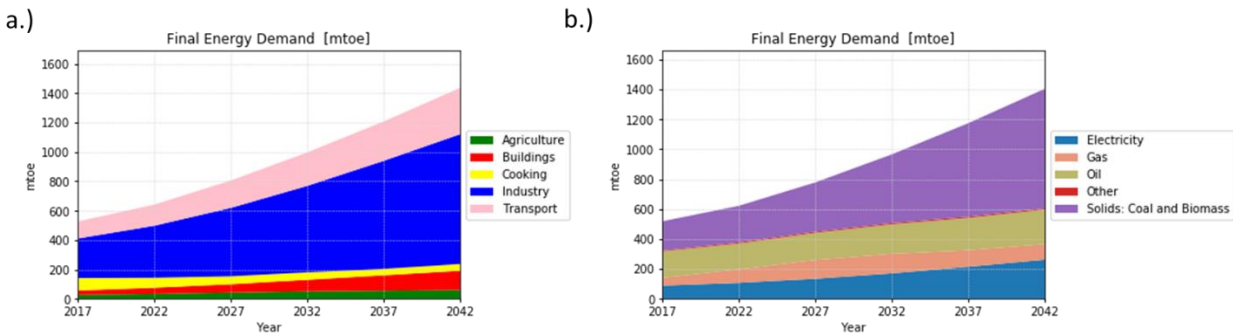 a.)
Final Energy Demand [mtoe]
1600
1400
1200
1000
800
600
400
200
0
mtoe
2017 2022 2027 2032 2037 2042
Year
Agriculture
Buildings
Cooking
Industry
Transport
b.)
Final Energy Demand [mtoe]
1600
1400
1200
1000
800
600
400
200
0
mtoe
2017 2022 2027 2032 2037 2042
Year
Electricity
Gas
Oil
Other
Solids: Coal and Biomass